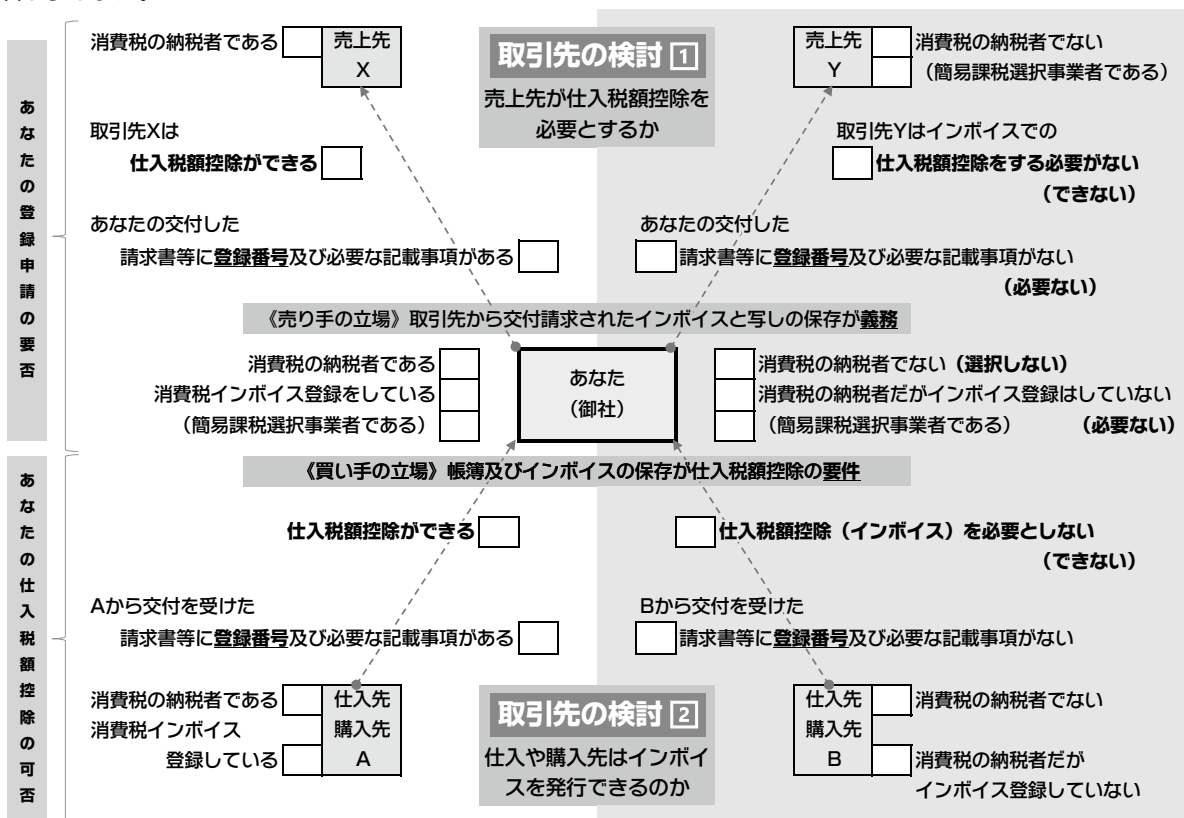 消費税の納税者である
売上先
X
取引先の検討 1
売上先が仕入税額控除を
必要とするか
売上先
Y
消費税の納税者でない
（簡易課税選択事業者である）
あなたの登録申請の要否
取引先Xは
仕入税額控除ができる
取引先Yはインボイスでの
仕入税額控除をする必要がない
（できない）
あなたの交付した
請求書等に登録番号及び必要な記載事項がある
あなたの交付した
請求書等に登録番号及び必要な記載事項がない
（必要ない）
《売り手の立場》取引先から交付請求されたインボイスと写しの保存が義務
消費税の納税者である
消費税インボイス登録をしている
（簡易課税選択事業者である）
あなた
（御社）
消費税の納税者でない（選択しない）
消費税の納税者だがインボイス登録はしていない
（簡易課税選択事業者である） （必要ない）
《買い手の立場》帳簿及びインボイスの保存が仕入税額控除の要件
あなたの仕入税額控除の可否
仕入税額控除ができる
仕入税額控除（インボイス）を必要としない
（できない）
Aから交付を受けた
請求書等に登録番号及び必要な記載事項がある
Bから交付を受けた
請求書等に登録番号及び必要な記載事項がない
消費税の納税者である
消費税インボイス
登録している
仕入先
購入先
A
取引先の検討 2
仕入や購入先はインボイ
スを発行できるのか
仕入先
購入先
B
消費税の納税者でない
消費税の納税者だが
インボイス登録していない